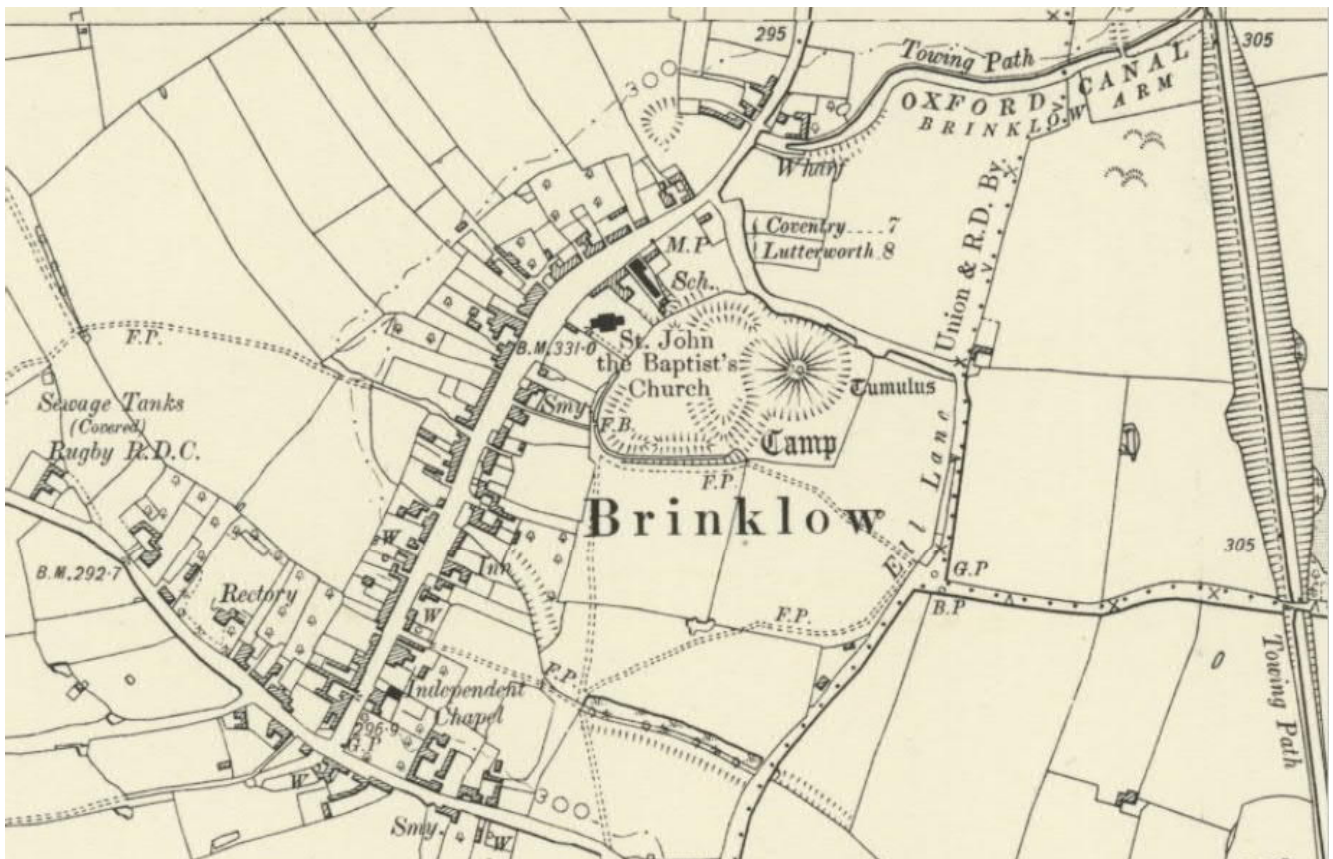 295
305
Towing Path
OXFORD CANAL
BRINKLOW ARM
300
Wharf
Coventry 7
Lutterworth 8
M.P
Sch.
Union & R.D. By.
F.P.
B.M.331·0
St. John
the Baptist's
Church
Tumulus
Smy
F.B.
Camp
Sewage Tanks
(Covered)
Rugby R.D.C.
F.P.
Ell Lane
Brinklow
W
Inn
305
B.M.292·7
G.P
B.P
Rectory
W
F.P.
F.P.
Towing Path
Independent
Chapel
296·9
G.P
W
300
Smy.
W